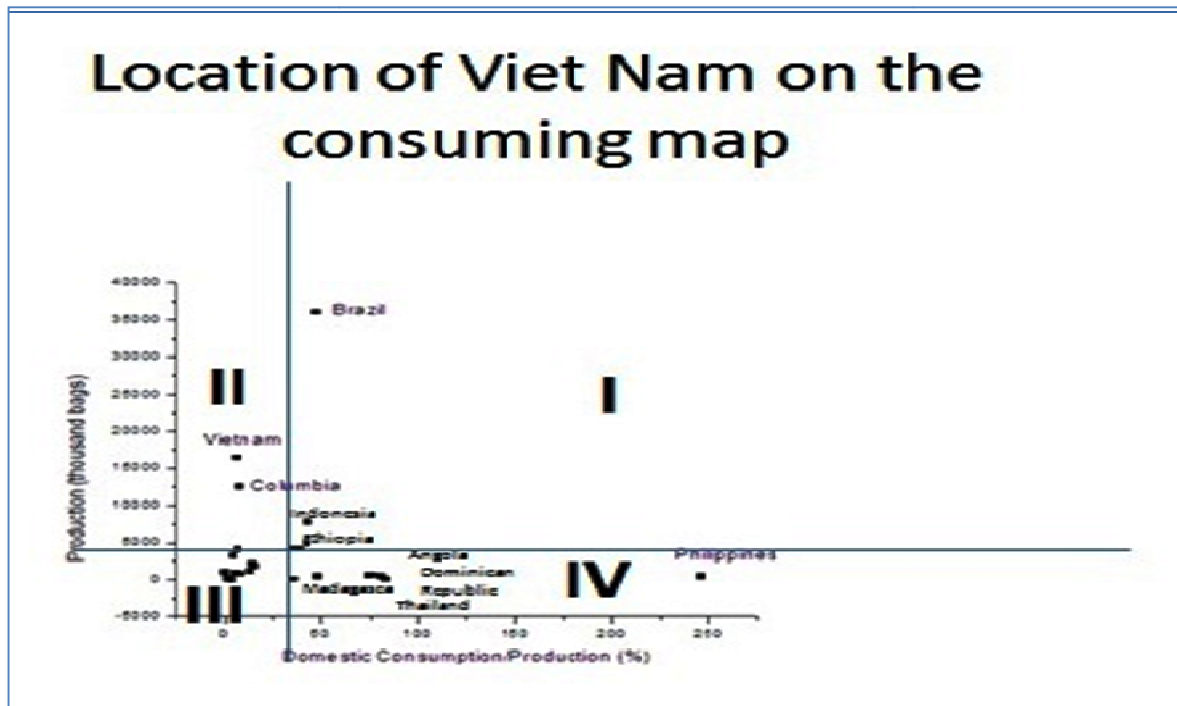 Location of Viet Nam on the
consuming map
Production (thousand bags)
40000
35000
30000
25000
20000
15000
10000
5000
0
-5000
Brazil
II
I
Vietnam
Columbia
Indonesia
Ethiopia
Angola
Philippines
Dominican
Republic
Madagasca
Thailand
III
IV
0
50
100
150
200
250
Domestic Consumption/Production (%)